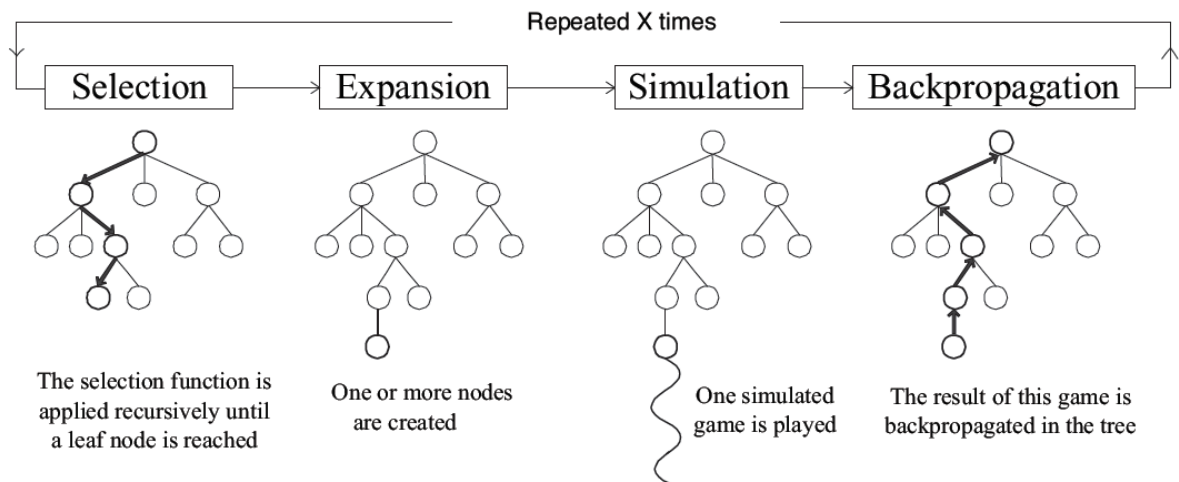 Repeated X times
Selection
Expansion
Simulation
Backpropagation
The selection function is
applied recursively until
a leaf node is reached
One or more nodes
are created
One simulated
game is played
The result of this game is
backpropagated in the tree